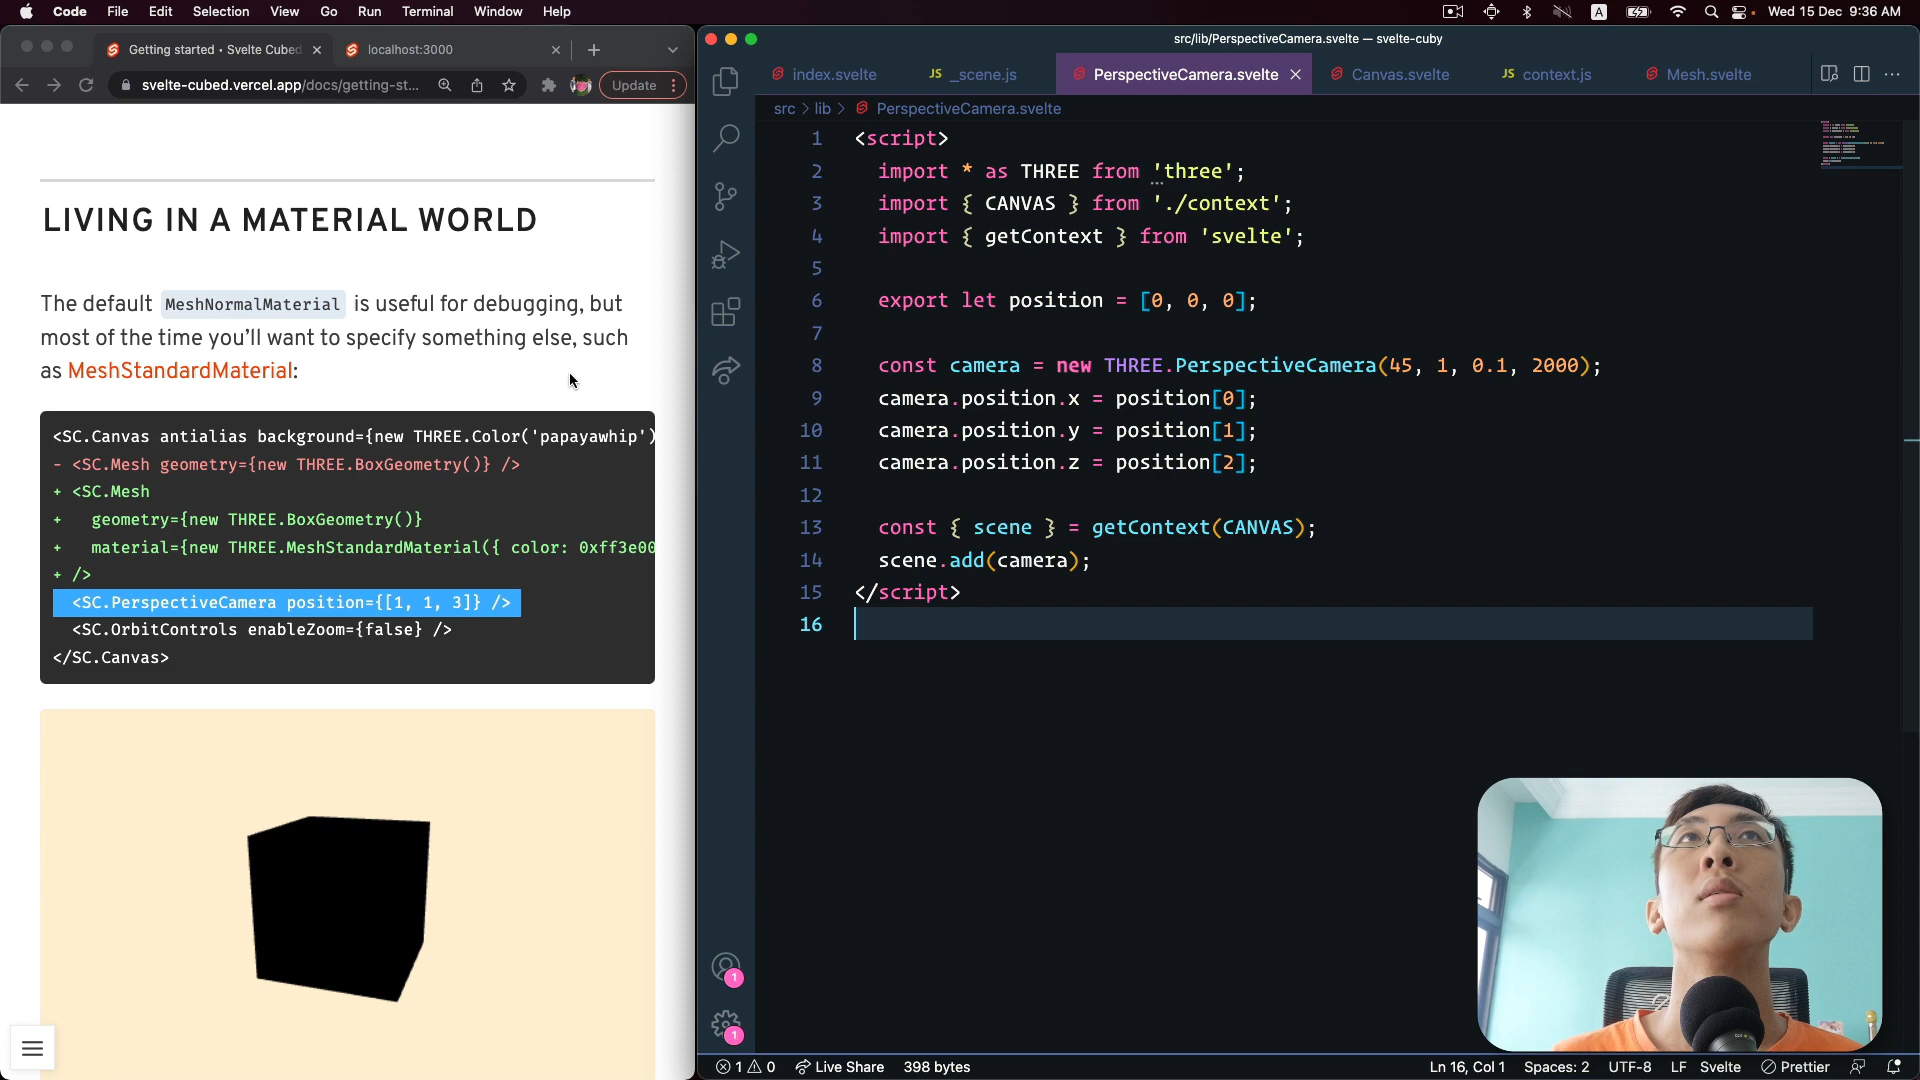 Code File Edit Selection View Go Run Terminal Window Help
A Wed 15 Dec 9:36 AM
Getting started • Svelte Cubed
localhost:3000
svelte-cubed.vercel.app/docs/getting-st...
Update
LIVING IN A MATERIAL WORLD
The default MeshNormalMaterial is useful for debugging, but
most of the time you’ll want to specify something else, such
as MeshStandardMaterial:
<SC.Canvas antialias background={new THREE.Color('papayawhip')
- <SC.Mesh geometry={new THREE.BoxGeometry()} />
+ <SC.Mesh
+ geometry={new THREE.BoxGeometry()}
+ material={new THREE.MeshStandardMaterial({ color: 0xff3e00
+ />
<SC.PerspectiveCamera position={[1, 1, 3]} />
<SC.OrbitControls enableZoom={false} />
</SC.Canvas>
src/lib/PerspectiveCamera.svelte — svelte-cuby
index.svelte
JS _scene.js
PerspectiveCamera.svelte
Canvas.svelte
JS context.js
Mesh.svelte
src > lib > PerspectiveCamera.svelte
1 <script>
2 import * as THREE from 'three';
3 import { CANVAS } from './context';
4 import { getContext } from 'svelte';
5
6 export let position = [0, 0, 0];
7
8 const camera = new THREE.PerspectiveCamera(45, 1, 0.1, 2000);
9 camera.position.x = position[0];
10 camera.position.y = position[1];
11 camera.position.z = position[2];
12
13 const { scene } = getContext(CANVAS);
14 scene.add(camera);
15 </script>
16
1
1
1 0 Live Share 398 bytes
Ln 16, Col 1 Spaces: 2 UTF-8 LF Svelte Prettier